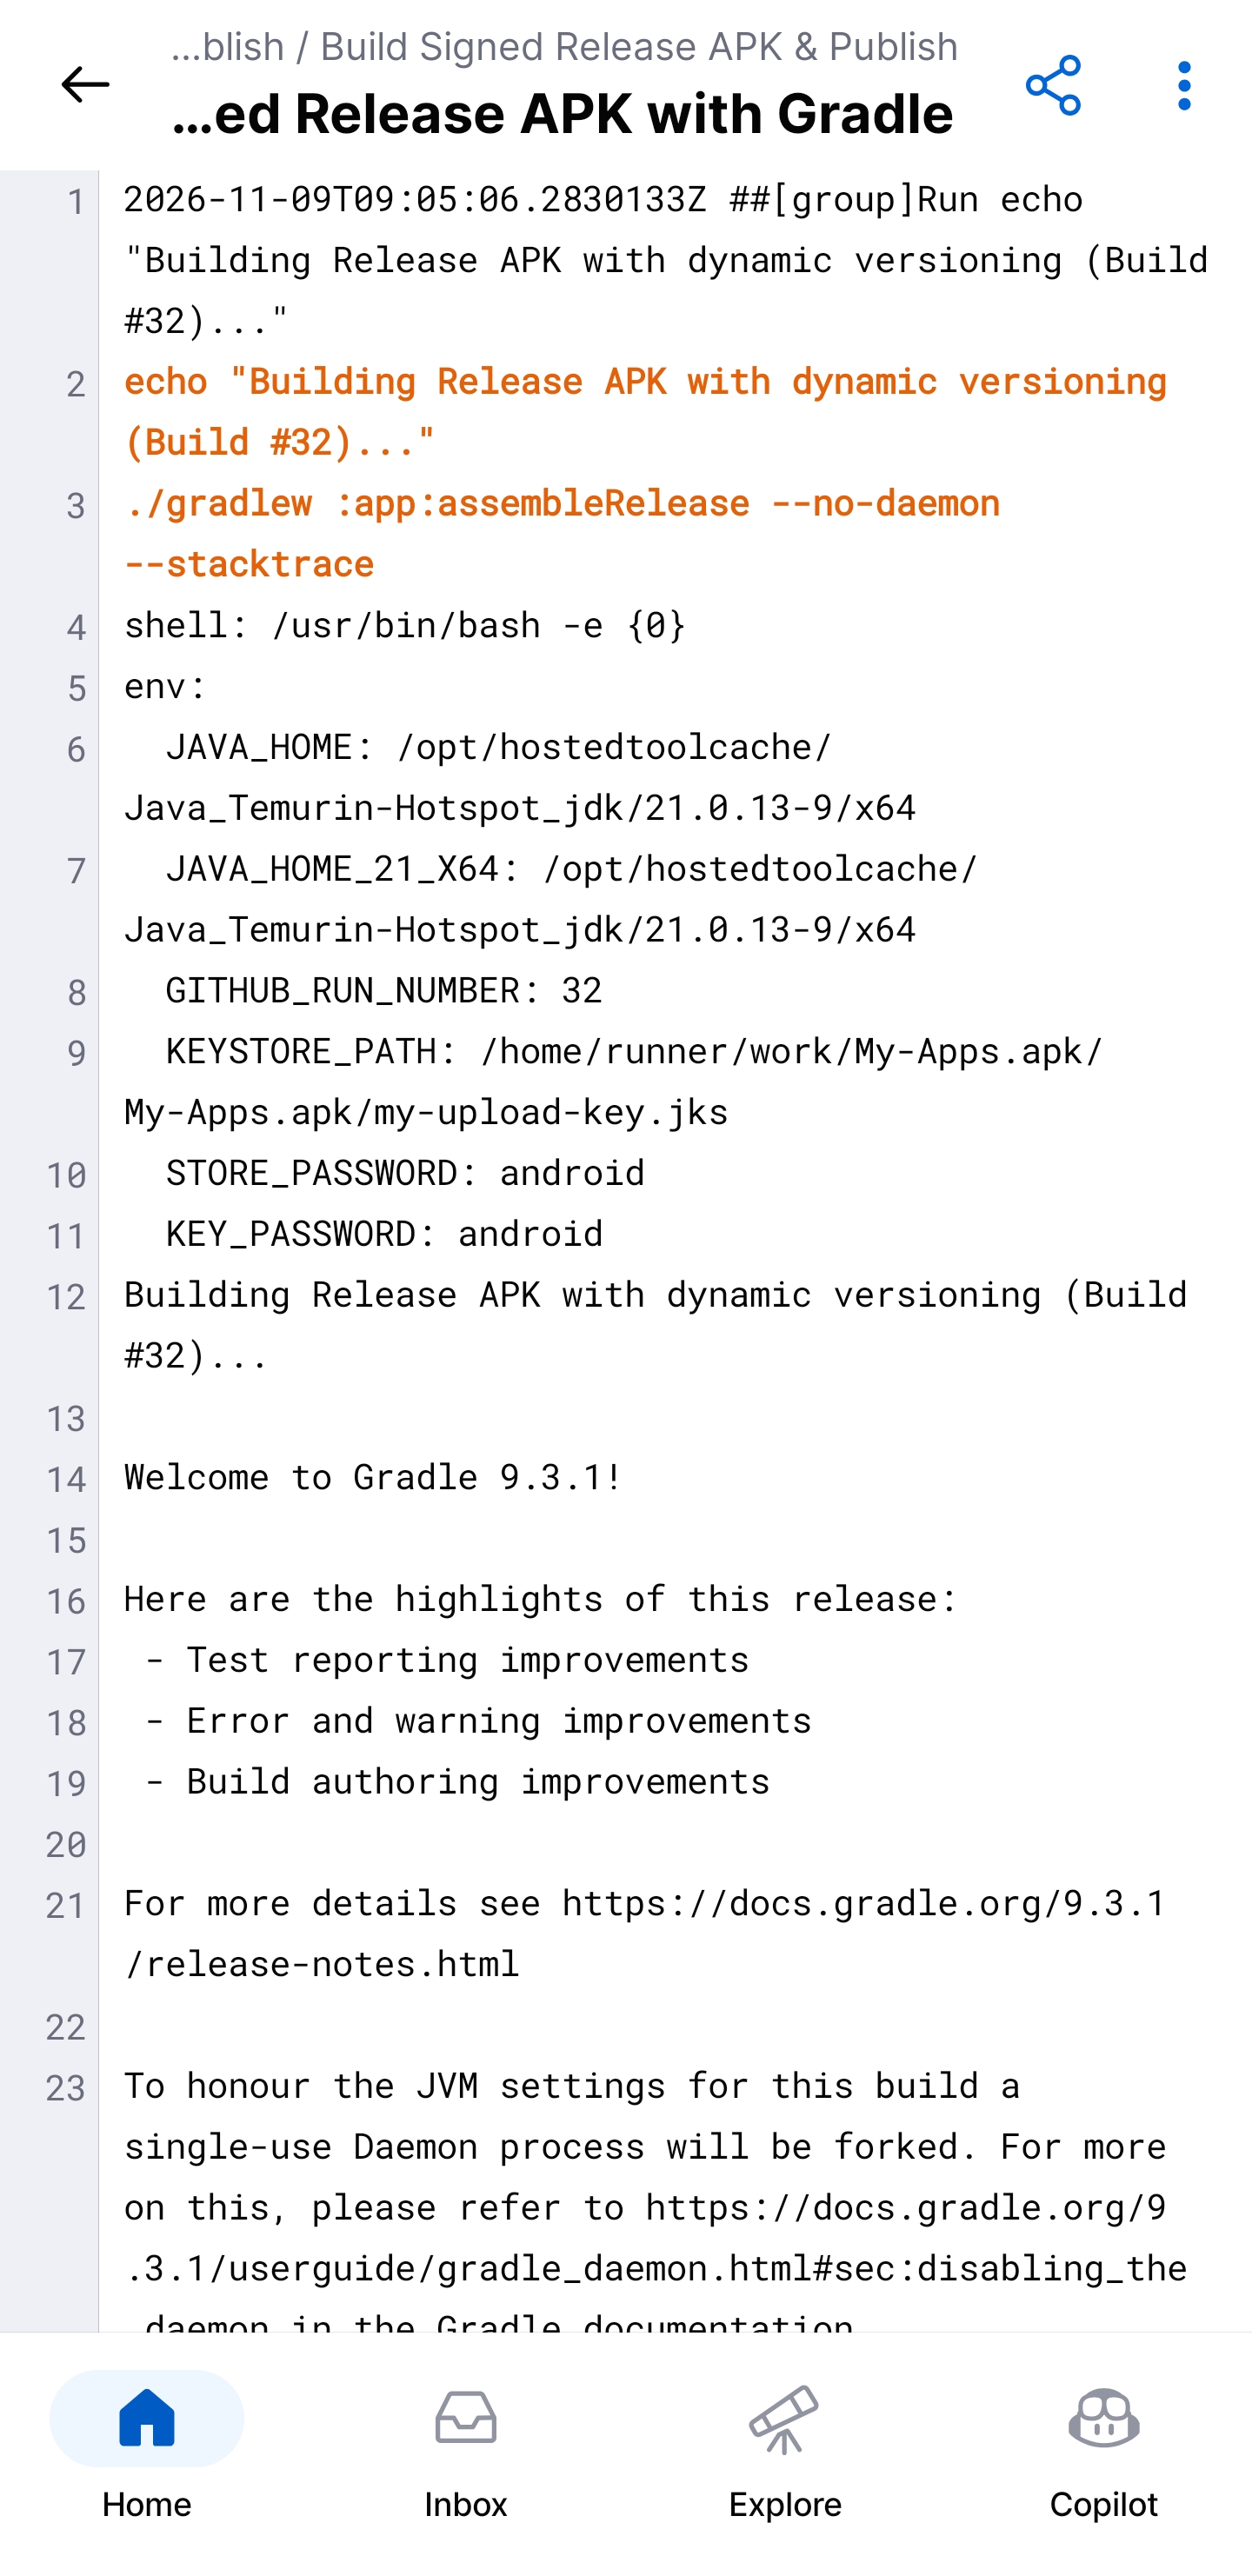 ...blish / Build Signed Release APK & Publish
...ed Release APK with Gradle
1 2026-11-09T09:05:06.2830133Z ##[group]Run echo
"Building Release APK with dynamic versioning (Build
#32)..."
2 echo "Building Release APK with dynamic versioning
(Build #32)..."
3 ./gradlew :app:assembleRelease --no-daemon
--stacktrace
4 shell: /usr/bin/bash -e {0}
5 env:
6 JAVA_HOME: /opt/hostedtoolcache/
Java_Temurin-Hotspot_jdk/21.0.13-9/x64
7 JAVA_HOME_21_X64: /opt/hostedtoolcache/
Java_Temurin-Hotspot_jdk/21.0.13-9/x64
8 GITHUB_RUN_NUMBER: 32
9 KEYSTORE_PATH: /home/runner/work/My-Apps.apk/
My-Apps.apk/my-upload-key.jks
10 STORE_PASSWORD: android
11 KEY_PASSWORD: android
12 Building Release APK with dynamic versioning (Build
#32)...
13
14 Welcome to Gradle 9.3.1!
15
16 Here are the highlights of this release:
17 - Test reporting improvements
18 - Error and warning improvements
19 - Build authoring improvements
20
21 For more details see https://docs.gradle.org/9.3.1
/release-notes.html
22
23 To honour the JVM settings for this build a
single-use Daemon process will be forked. For more
on this, please refer to https://docs.gradle.org/9
.3.1/userguide/gradle_daemon.html#sec:disabling_the
_daemon in the Gradle documentation
Home
Inbox
Explore
Copilot